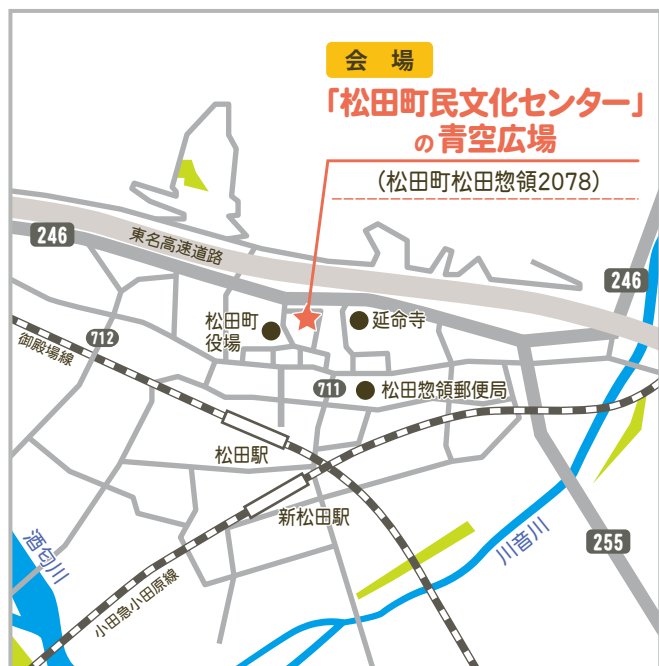 会 場
「松田町民文化センター」
の青空広場
(松田町松田惣領2078)
246
東名高速道路
246
松田町
役場
延命寺
712
御殿場線
711
松田惣領郵便局
松田駅
新松田駅
川音川
255
酒匂川
小田急小田原線